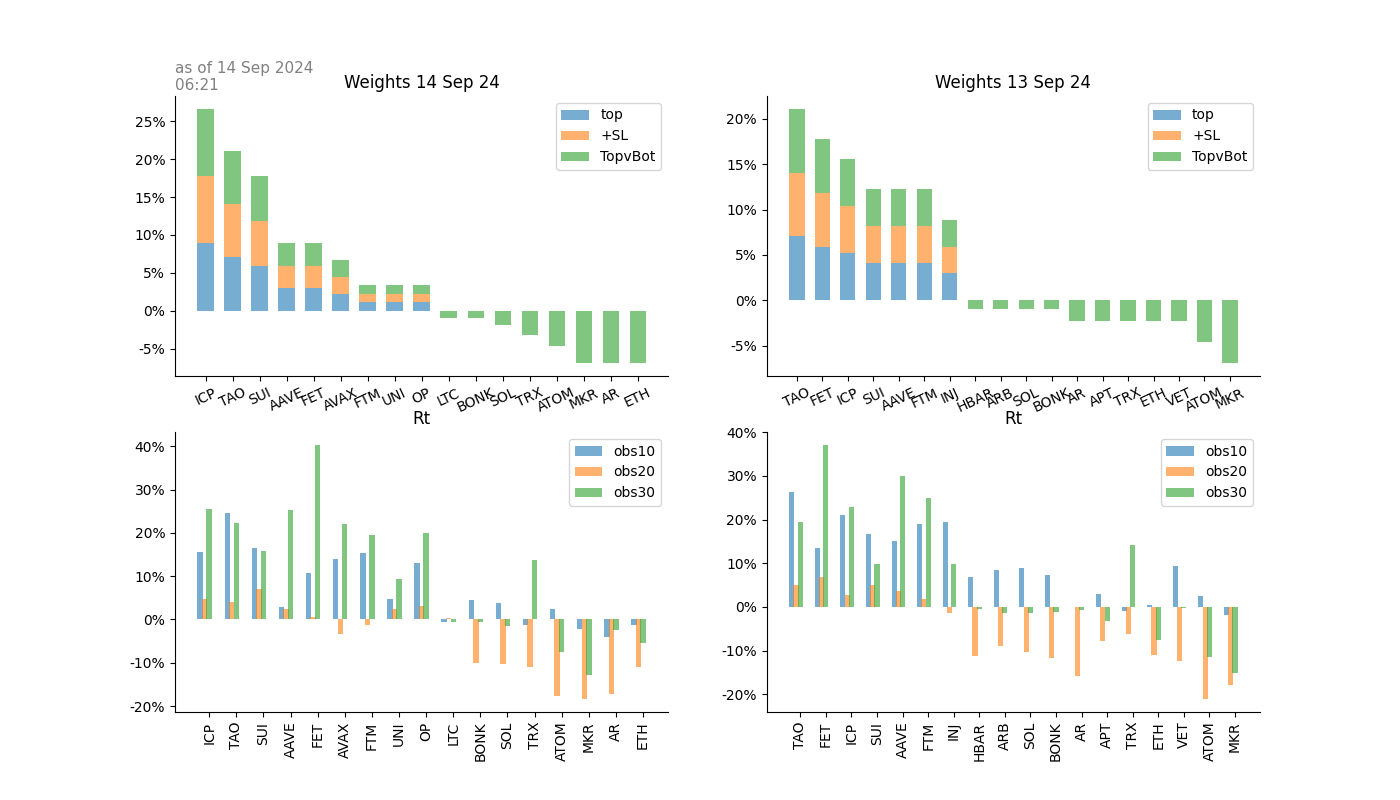 as of 14 Sep 2024
06:21
Weights 14 Sep 24
25%
20%
15%
10%
5%
0%
-5%
top
+SL
TopvBot
ICP TAO SUI AAVE FET AVAX FTM UNI OP LTC BONK SOL TRX ATOM MKR AR ETH
Weights 13 Sep 24
20%
15%
10%
5%
0%
-5%
top
+SL
TopvBot
TAO FET ICP SUI AAVE FTM INJ HBAR ARB SOL BONK AR APT TRX ETH VET ATOM MKR
Rt
40%
30%
20%
10%
0%
-10%
-20%
obs10
obs20
obs30
ICP TAO SUI AAVE FET AVAX FTM UNI OP LTC BONK SOL TRX ATOM MKR AR ETH
Rt
40%
30%
20%
10%
0%
-10%
-20%
obs10
obs20
obs30
TAO FET ICP SUI AAVE FTM INJ HBAR ARB SOL BONK AR APT TRX ETH VET ATOM MKR